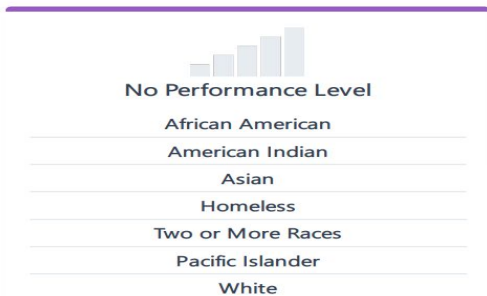 No Performance Level
African American
American Indian
Asian
Homeless
Two or More Races
Pacific Islander
White